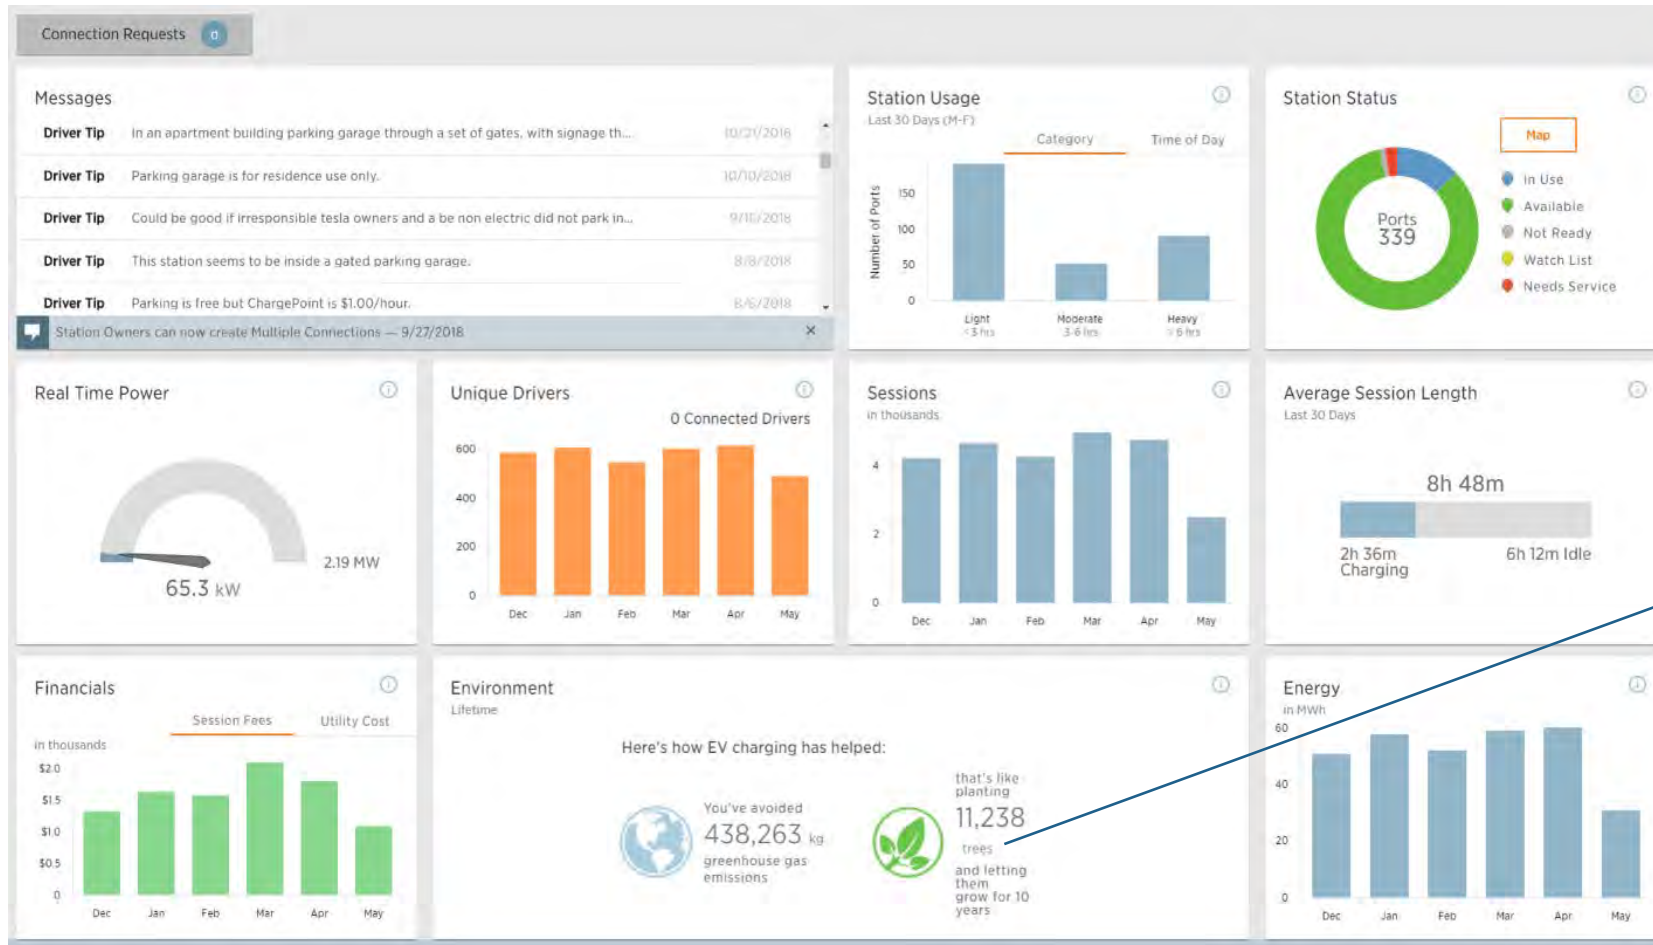 Connection Requests 0
Messages
Driver Tip In an apartment building parking garage through a set of gates, with signage th... 10/21/2018
Driver Tip Parking garage is for residence use only. 10/10/2018
Driver Tip Could be good if irresponsible tesla owners and a be non electric did not park in... 2018
Driver Tip This station seems to be inside a gated parking garage. 8/8/2018
Driver Tip Parking is free but ChargePoint is $1.00/hour. 8/6/2018
Station Owners can now create Multiple Connections — 9/27/2018
Station Usage
Last 30 Days (M-F)
Category Time of Day
Number of Ports
150
100
50
0
Light Moderate Heavy
< 3 hrs 3-6 hrs > 6 hrs
Station Status
Map
Ports
339
In Use
Available
Not Ready
Watch List
Needs Service
Real Time Power
2.19 MW
65.3 kW
Unique Drivers
0 Connected Drivers
600
400
200
0
Dec Jan Feb Mar Apr May
Sessions
in thousands
4
2
0
Dec Jan Feb Mar Apr May
Average Session Length
Last 30 Days
8h 48m
2h 36m
Charging
6h 12m Idle
Financials
Session Fees Utility Cost
in thousands
$2.0
$1.5
$1.0
$0.5
0
Dec Jan Feb Mar Apr May
Environment
Lifetime
Here's how EV charging has helped:
You've avoided
438,263 kg
greenhouse gas
emissions
that's like
planting
11,238
trees
and letting
them
grow for 10
years
Energy
in MWh
60
40
20
0
Dec Jan Feb Mar Apr May